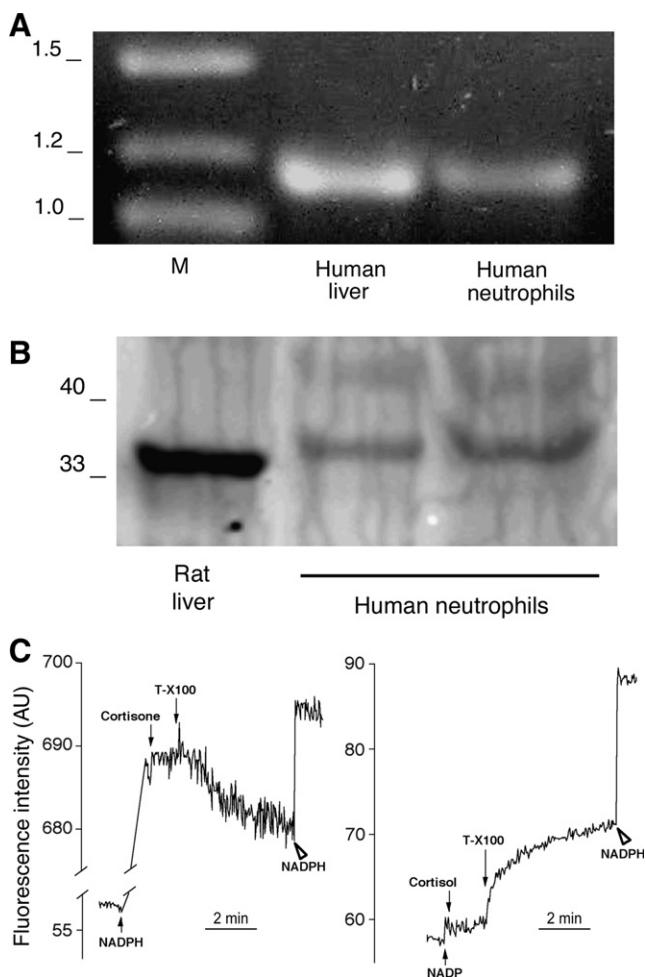 A
1.5
1.2
1.0
M
Human
liver
Human
neutrophils
B
40
33
Rat
liver
Human neutrophils
C
Fluorescence intensity (AU)
700
690
680
55
Cortisone
T-X100
NADPH
NADPH
2 min
90
80
70
60
Cortisol
T-X100
NADPH
NADP
2 min